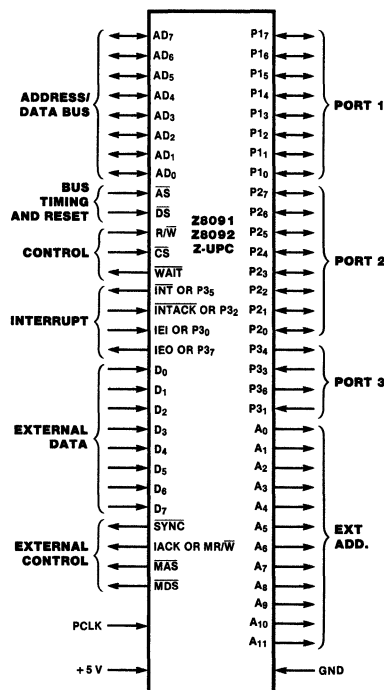 AD7 P17
AD6 P16
AD5 P15
ADDRESS/ DATA BUS AD4 P14 PORT 1
AD3 P13
AD2 P12
AD1 P11
AD0 P10
BUS TIMING AND RESET AS P27
DS Z8091 P26
CONTROL R/W Z8092 P25
CS Z-UPC P24 PORT 2
WAIT P23
INT OR P35 P22
INTERRUPT INTACK OR P32 P21
IEI OR P30 P20
IEO OR P37 P34
D0 P33 PORT 3
D1 P36
D2 P31
EXTERNAL DATA D3 A0
D4 A1
D5 A2
D6 A3
D7 A4
SYNC A5 EXT ADD.
EXTERNAL CONTROL IACK OR MR/W A6
MAS A7
MDS A8
A9
PCLK A10
A11
+5 V GND